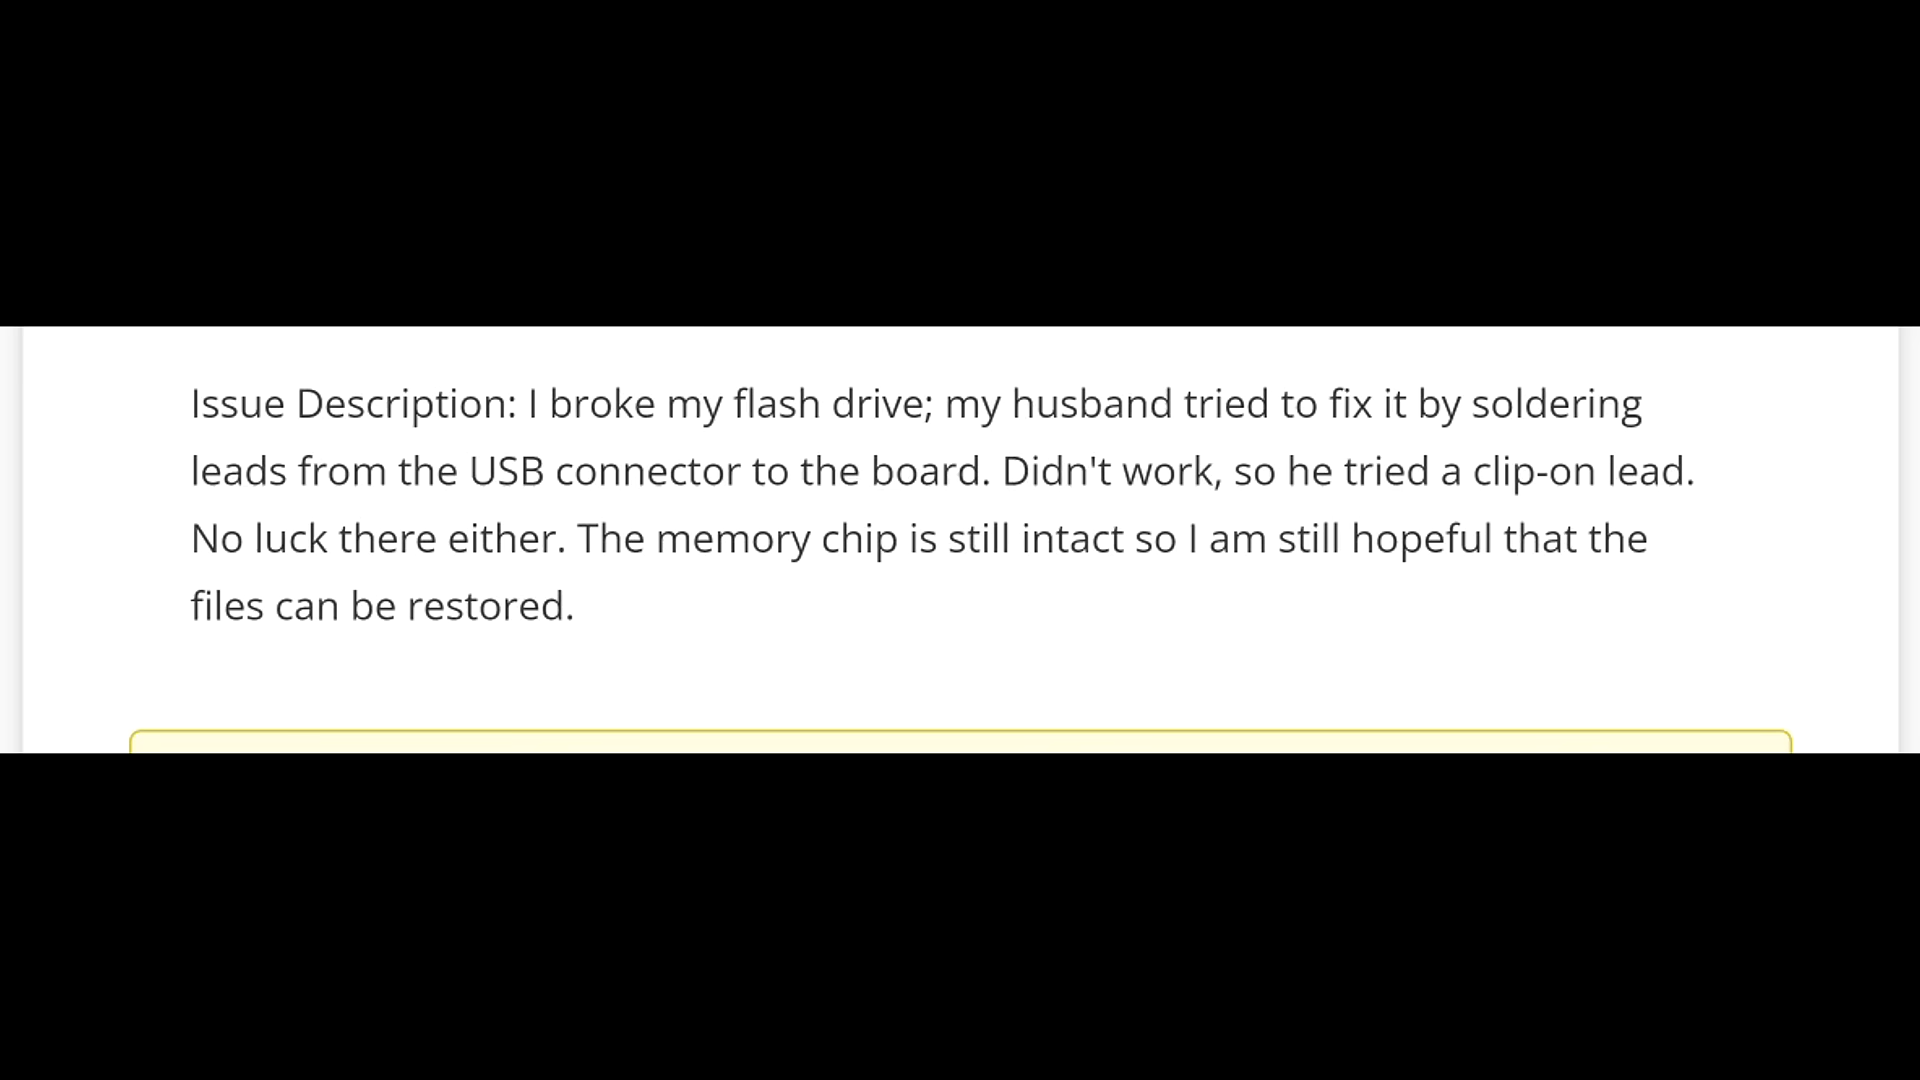 Issue Description: I broke my flash drive; my husband tried to fix it by soldering
leads from the USB connector to the board. Didn't work, so he tried a clip-on lead.
No luck there either. The memory chip is still intact so I am still hopeful that the
files can be restored.